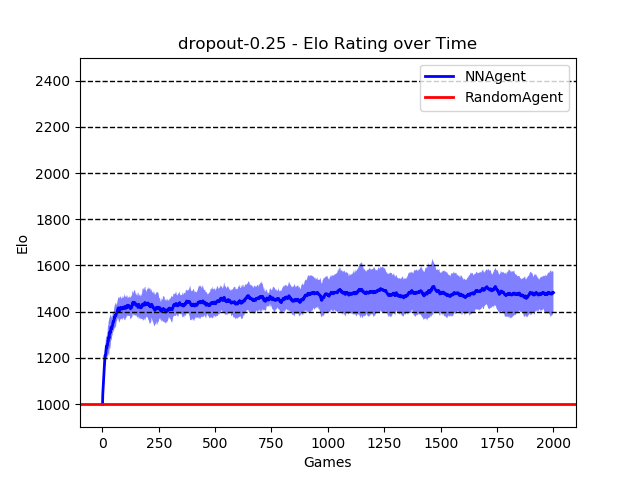 dropout-0.25 - Elo Rating over Time
NNAgent
RandomAgent
Elo
2400
2200
2000
1800
1600
1400
1200
1000
0 250 500 750 1000 1250 1500 1750 2000
Games